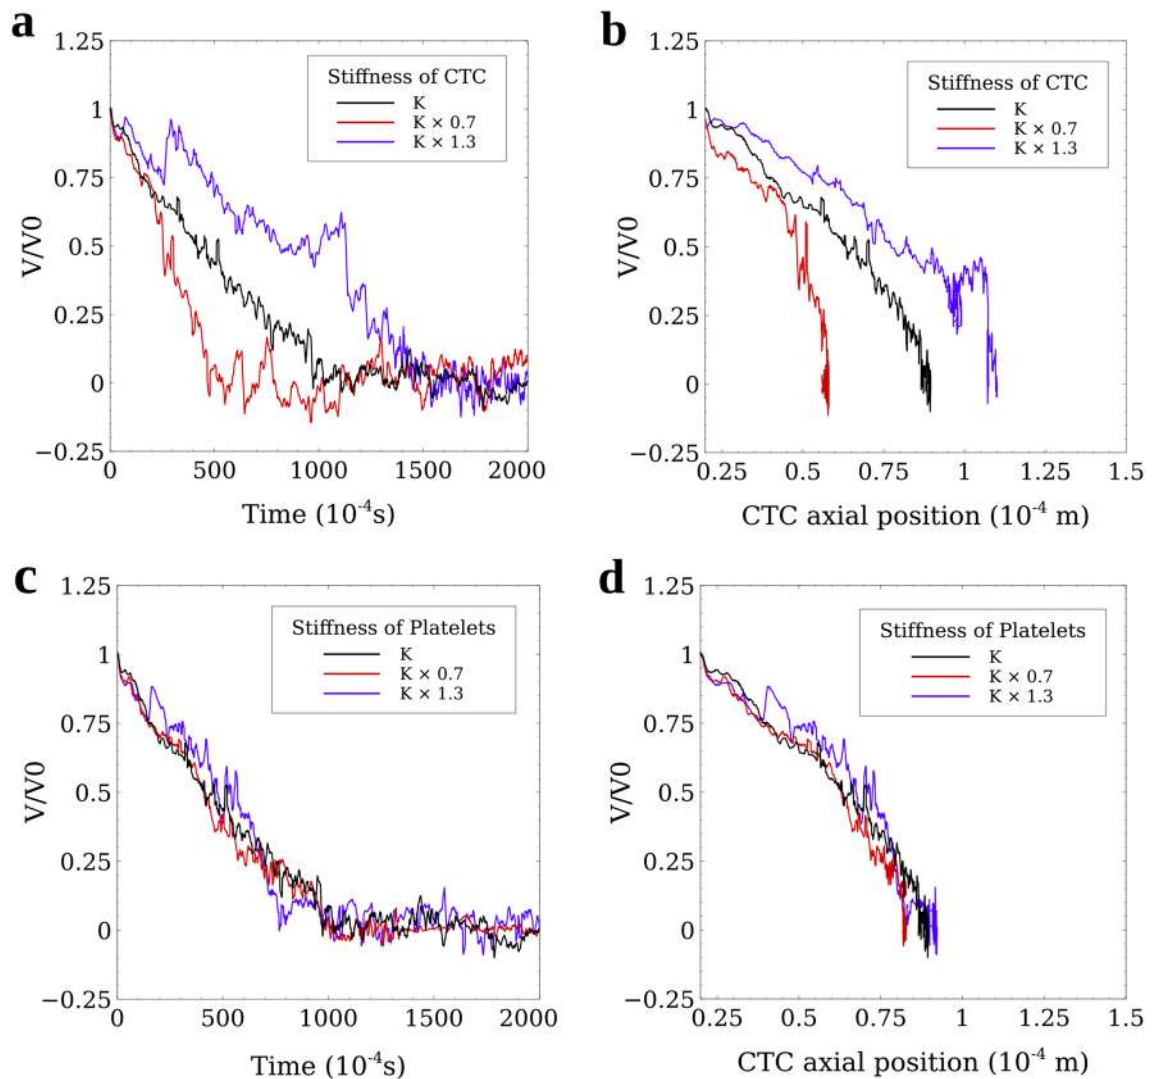 a
1.25
1
0.75
0.5
0.25
0
−0.25
V/V0
Stiffness of CTC
K
K × 0.7
K × 1.3
0 500 1000 1500 2000
Time (10⁻⁴s)
b
1.25
1
0.75
0.5
0.25
0
−0.25
V/V0
Stiffness of CTC
K
K × 0.7
K × 1.3
0.25 0.5 0.75 1 1.25 1.5
CTC axial position (10⁻⁴ m)
c
1.25
1
0.75
0.5
0.25
0
−0.25
V/V0
Stiffness of Platelets
K
K × 0.7
K × 1.3
0 500 1000 1500 2000
Time (10⁻⁴s)
d
1.25
1
0.75
0.5
0.25
0
−0.25
V/V0
Stiffness of Platelets
K
K × 0.7
K × 1.3
0.25 0.5 0.75 1 1.25 1.5
CTC axial position (10⁻⁴ m)